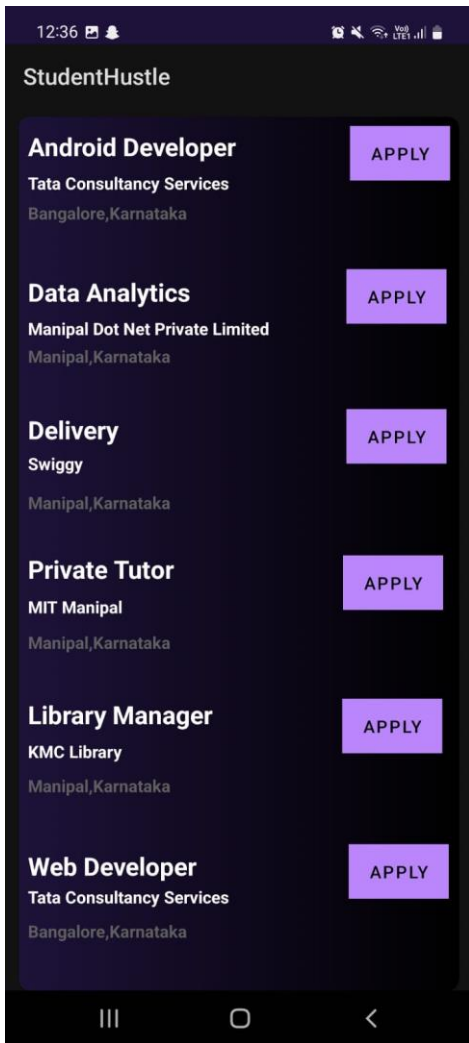 12:36
Vo))
LTE1
StudentHustle
Android Developer
APPLY
Tata Consultancy Services
Bangalore,Karnataka
Data Analytics
APPLY
Manipal Dot Net Private Limited
Manipal,Karnataka
Delivery
APPLY
Swiggy
Manipal,Karnataka
Private Tutor
APPLY
MIT Manipal
Manipal,Karnataka
Library Manager
APPLY
KMC Library
Manipal,Karnataka
Web Developer
APPLY
Tata Consultancy Services
Bangalore,Karnataka